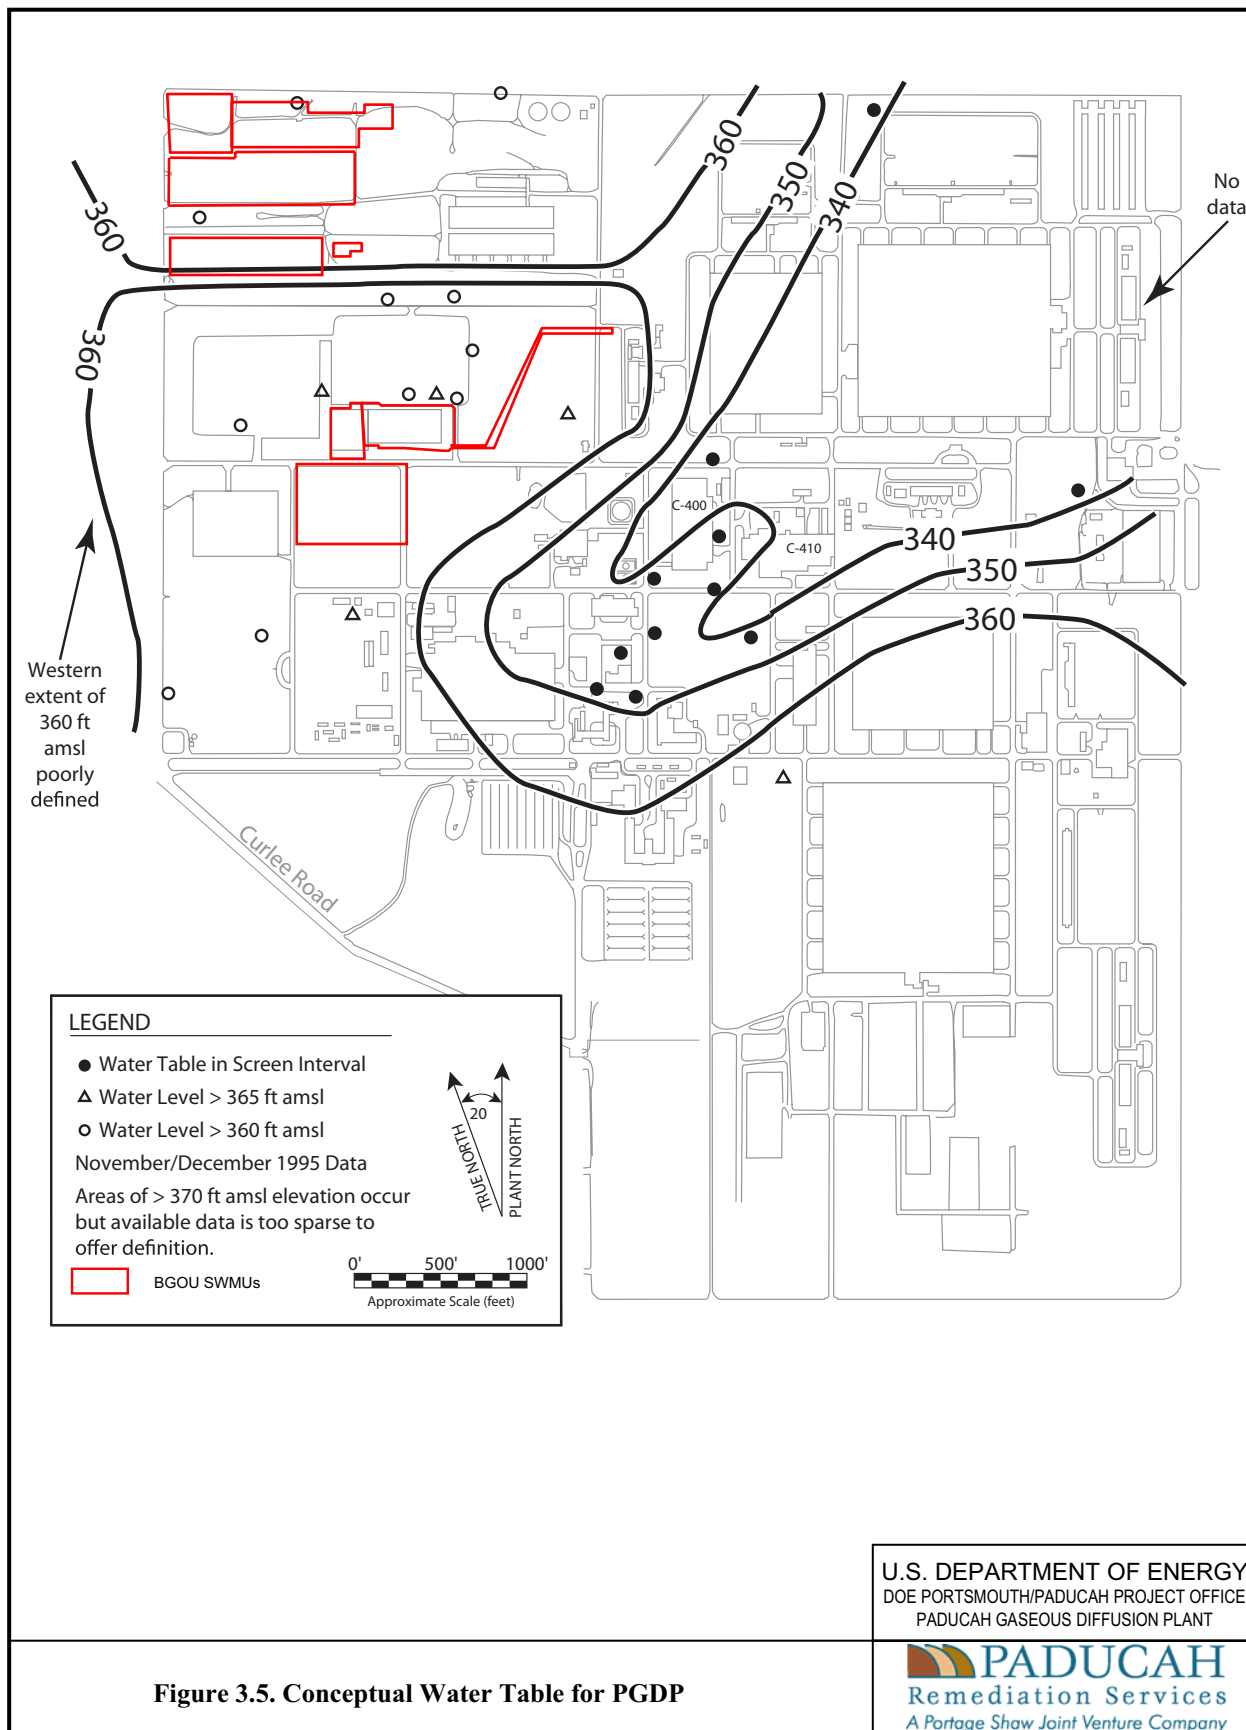 360
350
340
No
data
360
360
C-400
C-410
340
350
360
Western
extent of
360 ft
amsl
poorly
defined
Curlee Road
LEGEND
Water Table in Screen Interval
Water Level > 365 ft amsl
Water Level > 360 ft amsl
November/December 1995 Data
Areas of > 370 ft amsl elevation occur
but available data is too sparse to
offer definition.
BGOU SWMUs
20
TRUE NORTH
PLANT NORTH
0' 500' 1000'
Approximate Scale (feet)
U.S. DEPARTMENT OF ENERGY
DOE PORTSMOUTH/PADUCAH PROJECT OFFICE
PADUCAH GASEOUS DIFFUSION PLANT
Figure 3.5. Conceptual Water Table for PGDP
PADUCAH
Remediation Services
A Portage Shaw Joint Venture Company